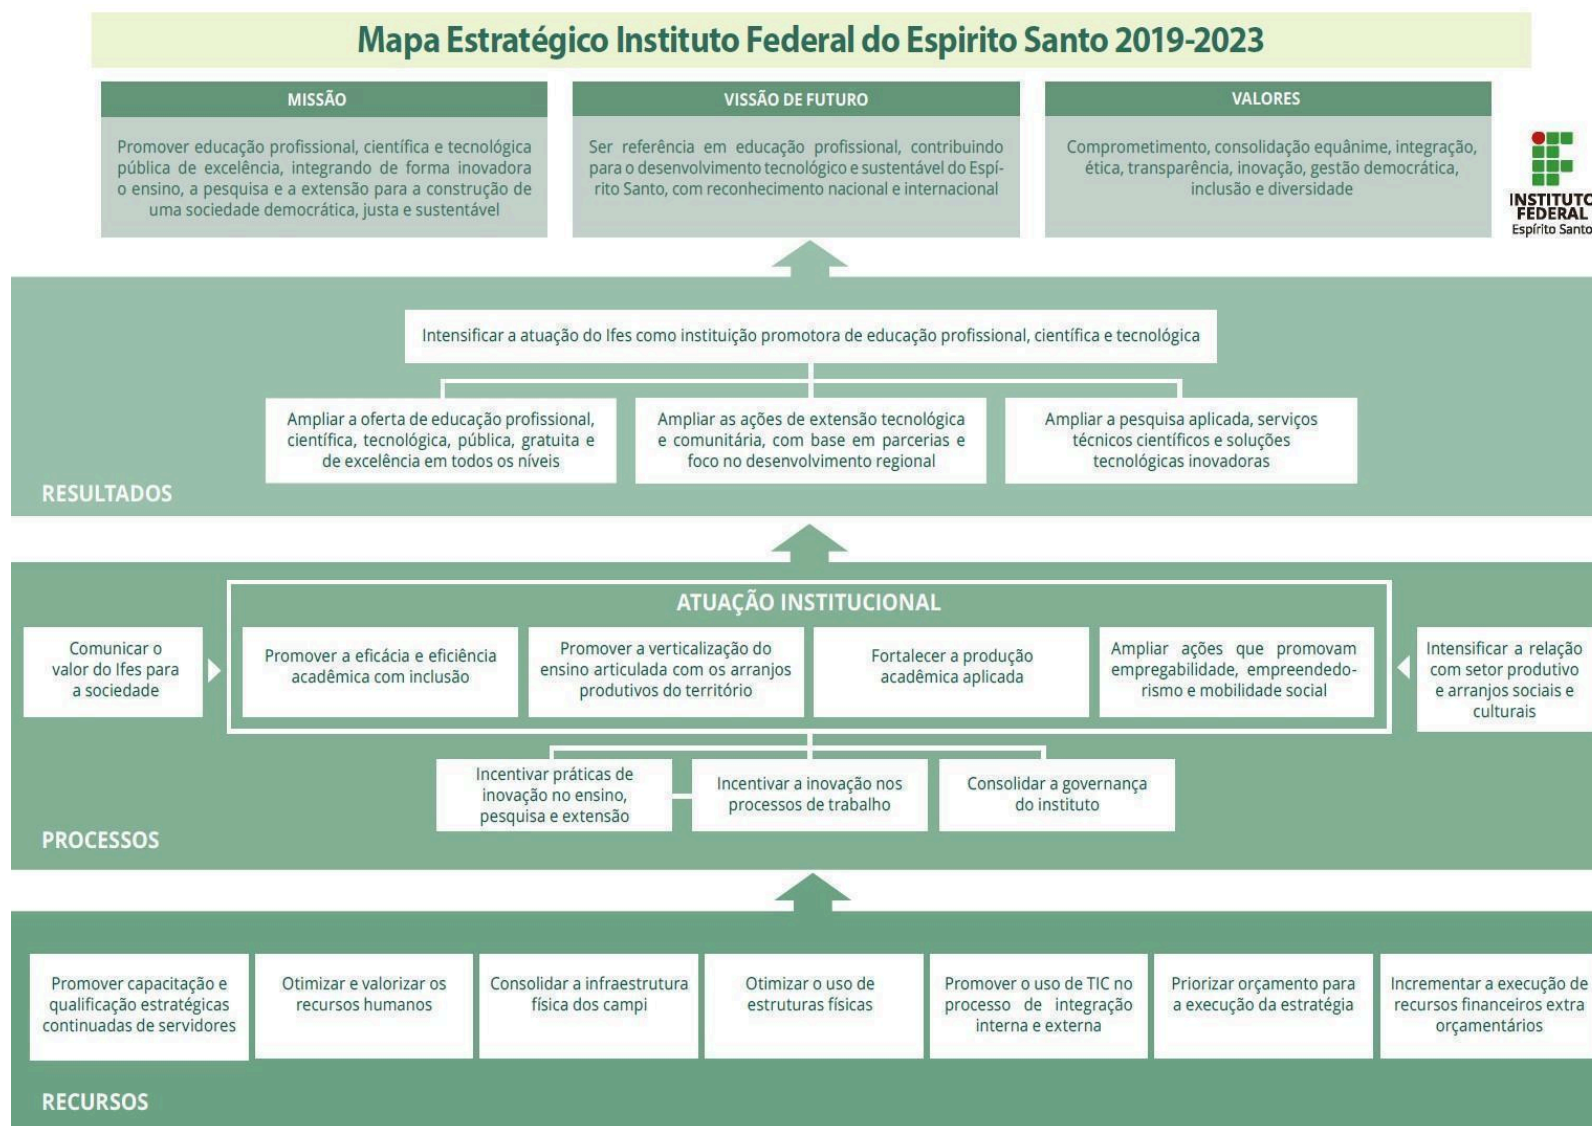 Mapa Estratégico Instituto Federal do Espirito Santo 2019-2023
MISSÃO
Promover educação profissional, científica e tecnológica
pública de excelência, integrando de forma inovadora
o ensino, a pesquisa e a extensão para a construção de
uma sociedade democrática, justa e sustentável
VISSÃO DE FUTURO
Ser referência em educação profissional, contribuindo
para o desenvolvimento tecnológico e sustentável do Espí-
rito Santo, com reconhecimento nacional e internacional
VALORES
Comprometimento, consolidação equânime, integração,
ética, transparência, inovação, gestão democrática,
inclusão e diversidade
INSTITUTO
FEDERAL
Espírito Santo
Intensificar a atuação do Ifes como instituição promotora de educação profissional, científica e tecnológica
Ampliar a oferta de educação profissional,
científica, tecnológica, pública, gratuita e
de excelência em todos os níveis
Ampliar as ações de extensão tecnológica
e comunitária, com base em parcerias e
foco no desenvolvimento regional
Ampliar a pesquisa aplicada, serviços
técnicos científicos e soluções
tecnológicas inovadoras
RESULTADOS
ATUAÇÃO INSTITUCIONAL
Comunicar o
valor do Ifes para
a sociedade
Promover a eficácia e eficiência
acadêmica com inclusão
Promover a verticalização do
ensino articulada com os arranjos
produtivos do território
Fortalecer a produção
acadêmica aplicada
Ampliar ações que promovam
empregabilidade, empreendedo-
rismo e mobilidade social
Intensificar a relação
com setor produtivo
e arranjos sociais e
culturais
Incentivar práticas de
inovação no ensino,
pesquisa e extensão
Incentivar a inovação nos
processos de trabalho
Consolidar a governança
do instituto
PROCESSOS
Promover capacitação e
qualificação estratégicas
continuadas de servidores
Otimizar e valorizar os
recursos humanos
Consolidar a infraestrutura
física dos campi
Otimizar o uso de
estruturas físicas
Promover o uso de TIC no
processo de integração
interna e externa
Priorizar orçamento para
a execução da estratégia
Incrementar a execução de
recursos financeiros extra
orçamentários
RECURSOS